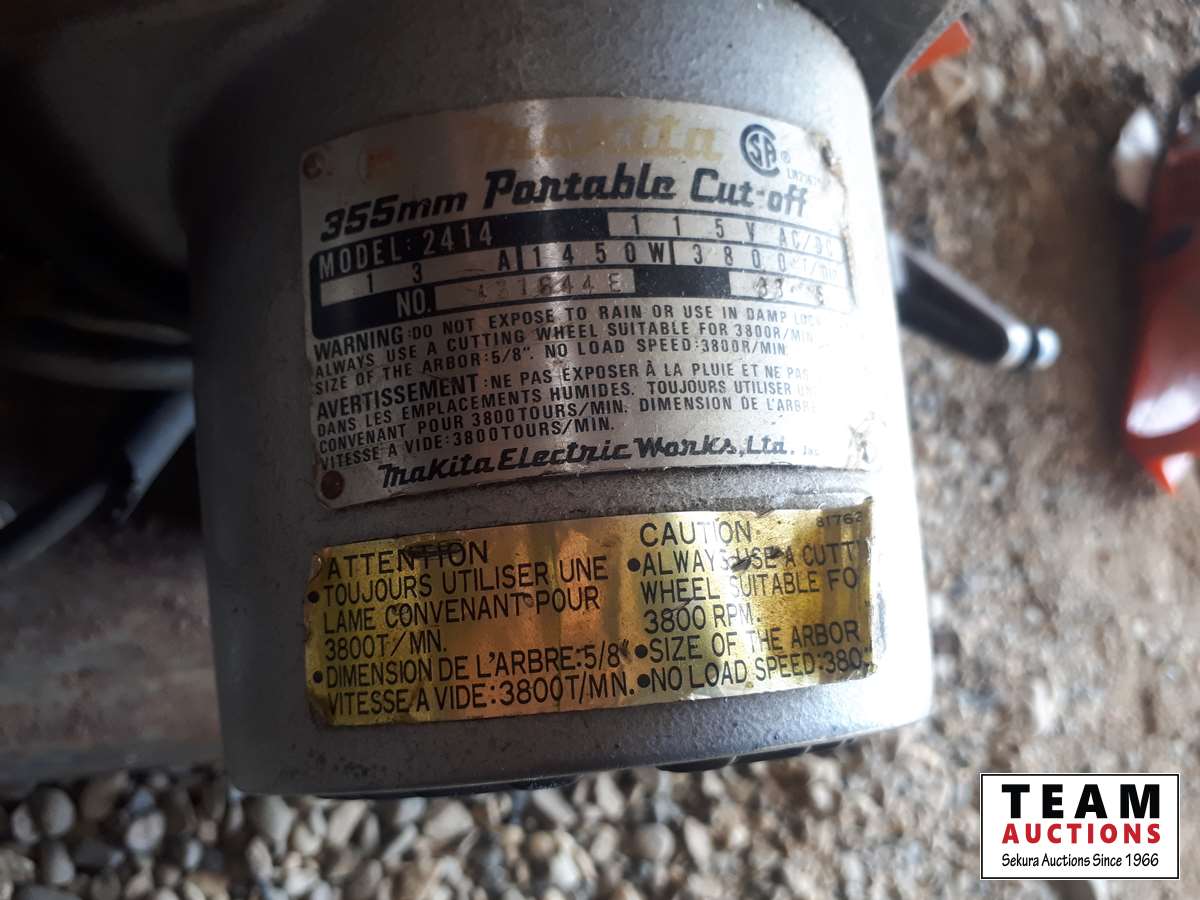 makita
SA
355mm Portable Cut-off
MODEL: 2414 115V AC/DC
13 A 1450W 3800r/min
NO. E
WARNING:DO NOT EXPOSE TO RAIN OR USE IN DAMP
ALWAYS USE A CUTTING WHEEL SUITABLE FOR 3800R/MIN.
SIZE OF THE ARBOR:5/8". NO LOAD SPEED:3800R/MIN.
AVERTISSEMENT:NE PAS EXPOSER À LA PLUIE ET NE PAS
DANS LES EMPLACEMENTS HUMIDES. TOUJOURS UTILISER
CONVENANT POUR 3800TOURS/MIN. DIMENSION DE L'ARBRE
VITESSE A VIDE:3800TOURS/MIN.
Makita Electric Works, Ltd.
ATTENTION
•TOUJOURS UTILISER UNE
LAME CONVENANT POUR
3800T/MN.
•DIMENSION DE L'ARBRE:5/8"
VITESSE A VIDE:3800T/MN.
81762
CAUTION
•ALWAYS USE A CUTT
WHEEL SUITABLE FO
3800 RPM.
•SIZE OF THE ARBOR
•NO LOAD SPEED:380
TEAM
AUCTIONS
Sekura Auctions Since 1966